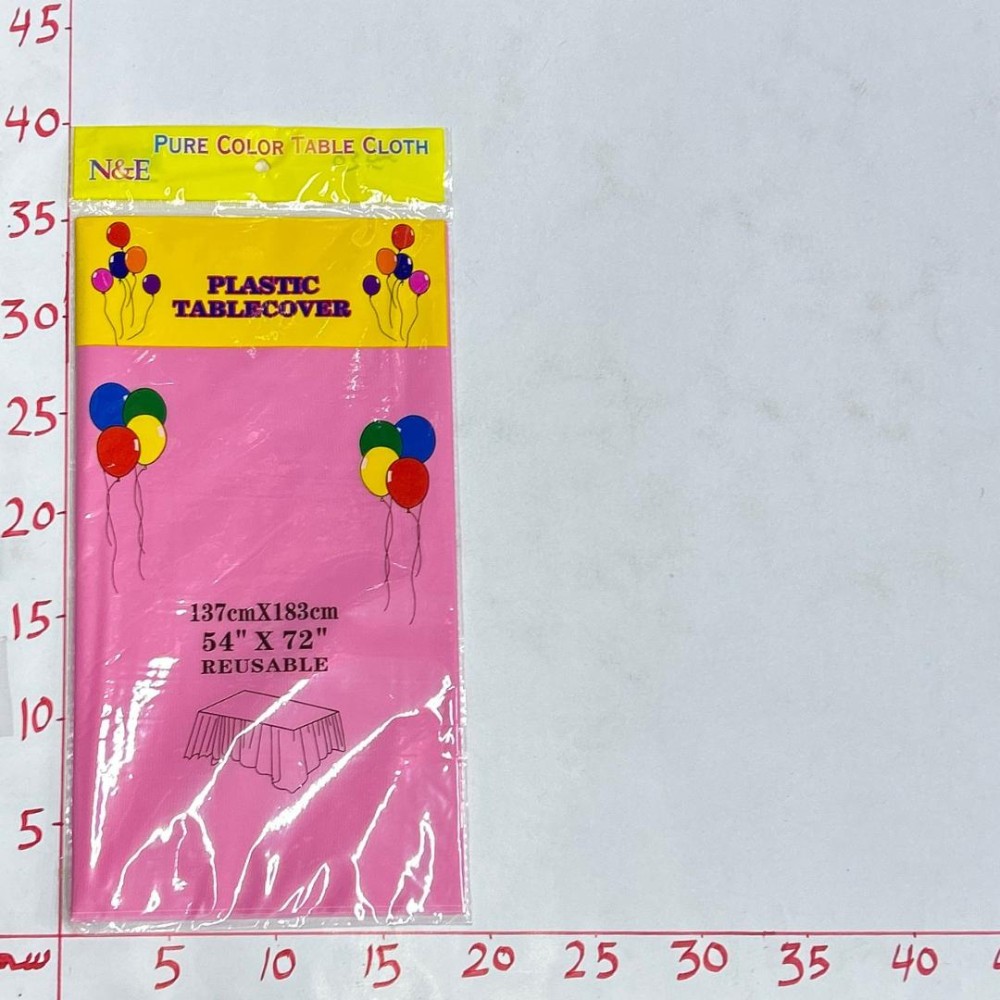 PURE COLOR TABLE CLOTH
N&E
PLASTIC
TABLECOVER
137cmX183cm
54" X 72"
REUSABLE
45
40
35
30
25
20
15
10
5
5 10 15 20 25 30 35 40